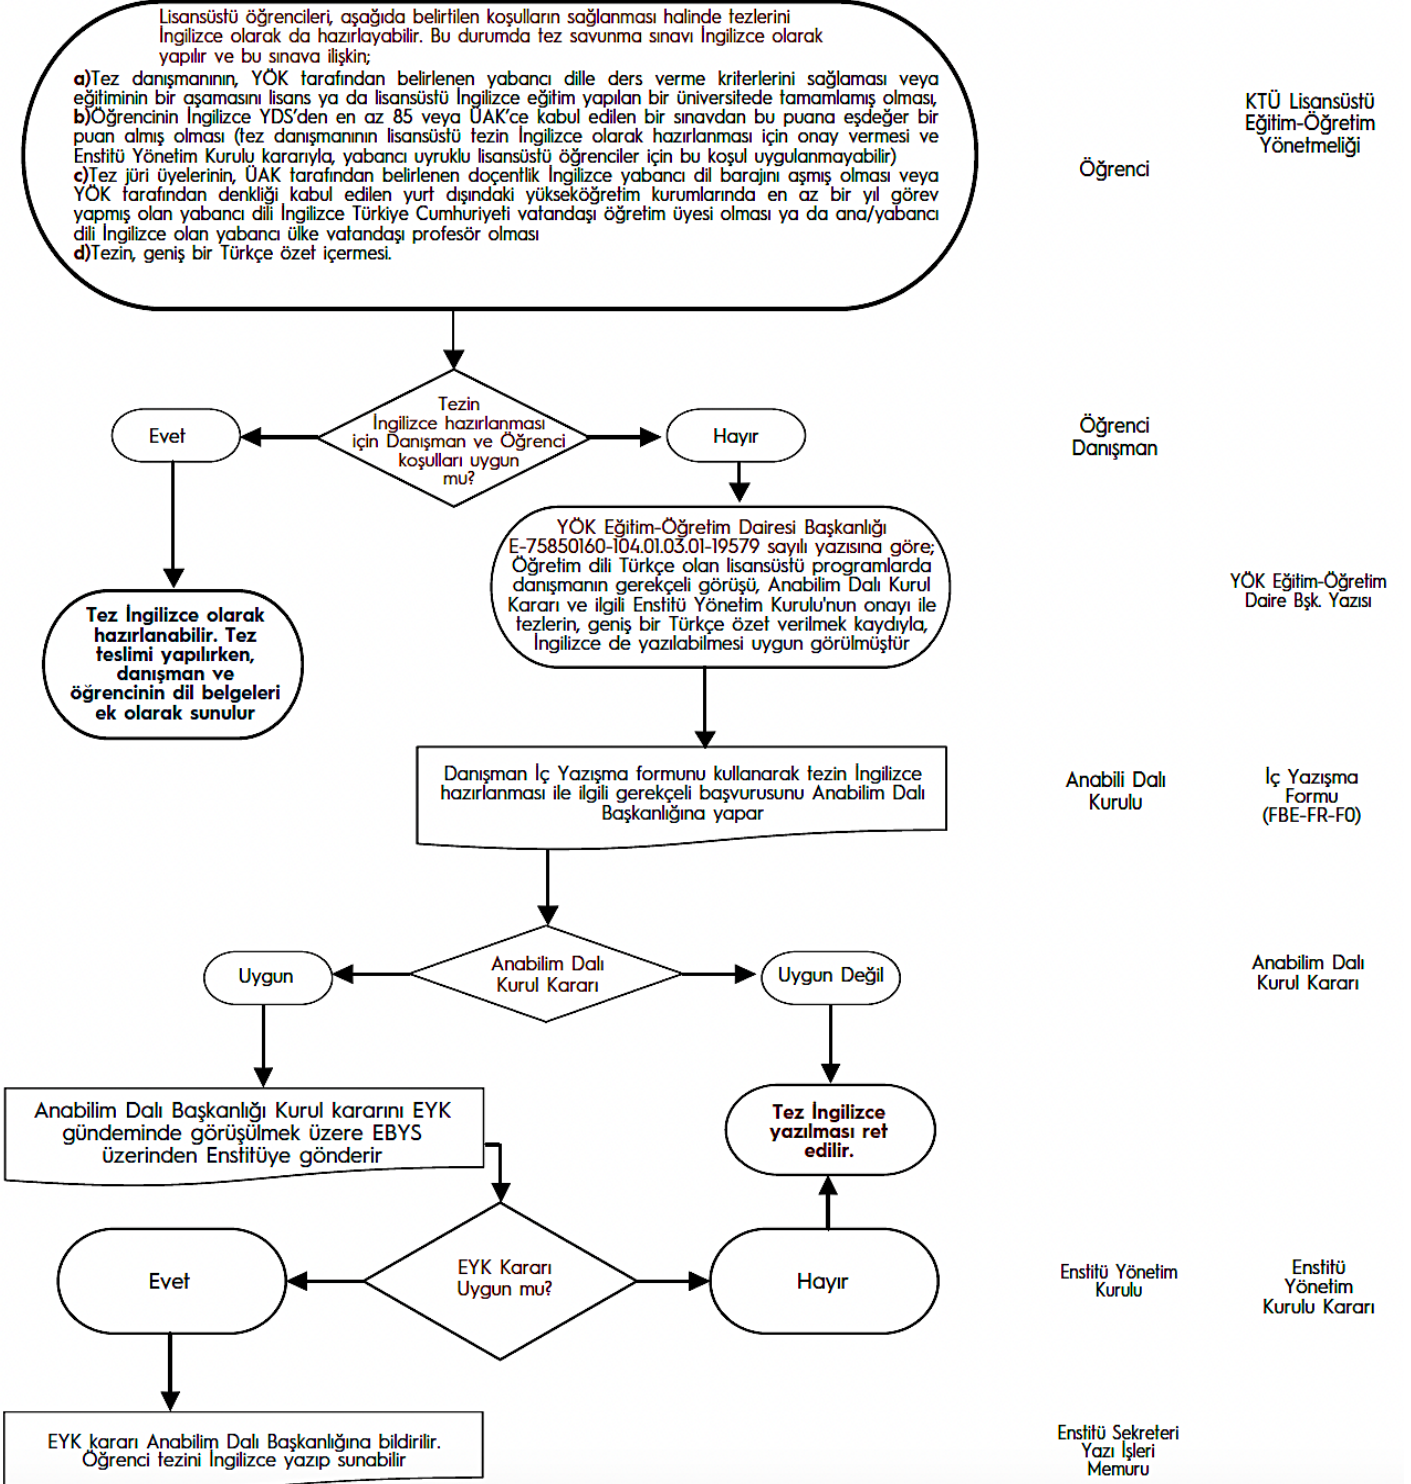 Lisansüstü öğrencileri, aşağıda belirtilen koşulların sağlanması halinde tezlerini
İngilizce olarak da hazırlayabilir. Bu durumda tez savunma sınavı İngilizce olarak
yapılır ve bu sınava ilişkin;
a)Tez danışmanının, YÖK tarafından belirlenen yabancı dille ders verme kriterlerini sağlaması veya
eğitiminin bir aşamasını lisans ya da lisansüstü İngilizce eğitim yapılan bir üniversitede tamamlamış olması,
b)Öğrencinin İngilizce YDS'den en az 85 veya ÜAK'ce kabul edilen bir sınavdan bu puana eşdeğer bir
puan almış olması (tez danışmanının lisansüstü tezin İngilizce olarak hazırlanması için onay vermesi ve
Enstitü Yönetim Kurulu kararıyla, yabancı uyruklu lisansüstü öğrenciler için bu koşul uygulanmayabilir)
c)Tez jüri üyelerinin, ÜAK tarafından belirlenen doçentlik İngilizce yabancı dil barajını aşmış olması veya
YÖK tarafından denkliği kabul edilen yurt dışındaki yükseköğretim kurumlarında en az bir yıl görev
yapmış olan yabancı dili İngilizce Türkiye Cumhuriyeti vatandaşı öğretim üyesi olması ya da ana/yabancı
dili İngilizce olan yabancı ülke vatandaşı profesör olması
d)Tezin, geniş bir Türkçe özet içermesi.
Öğrenci
KTÜ Lisansüstü
Eğitim-Öğretim
Yönetmeliği
Tezin
İngilizce hazırlanması
için Danışman ve Öğrenci
koşulları uygun
mu?
Evet
Hayır
Öğrenci
Danışman
YÖK Eğitim-Öğretim Dairesi Başkanlığı
E-75850160-104.01.03.01-19579 sayılı yazısına göre;
Öğretim dili Türkçe olan lisansüstü programlarda
danışmanın gerekçeli görüşü, Anabilim Dalı Kurul
Kararı ve ilgili Enstitü Yönetim Kurulu'nun onayı ile
tezlerin, geniş bir Türkçe özet verilmek kaydıyla,
İngilizce de yazılabilmesi uygun görülmüştür
YÖK Eğitim-Öğretim
Daire Bşk. Yazısı
Tez İngilizce olarak
hazırlanabilir. Tez
teslimi yapılırken,
danışman ve
öğrencinin dil belgeleri
ek olarak sunulur
Danışman İç Yazışma formunu kullanarak tezin İngilizce
hazırlanması ile ilgili gerekçeli başvurusunu Anabilim Dalı
Başkanlığına yapar
Anabili Dalı
Kurulu
İç Yazışma
Formu
(FBE-FR-F0)
Uygun
Anabilim Dalı
Kurul Kararı
Uygun Değil
Anabilim Dalı
Kurul Kararı
Anabilim Dalı Başkanlığı Kurul kararını EYK
gündeminde görüşülmek üzere EBYS
üzerinden Enstitüye gönderir
Tez İngilizce
yazılması ret
edilir.
Evet
EYK Kararı
Uygun mu?
Hayır
Enstitü Yönetim
Kurulu
Enstitü
Yönetim
Kurulu Kararı
EYK kararı Anabilim Dalı Başkanlığına bildirilir.
Öğrenci tezini İngilizce yazıp sunabilir
Enstitü Sekreteri
Yazı İşleri
Memuru